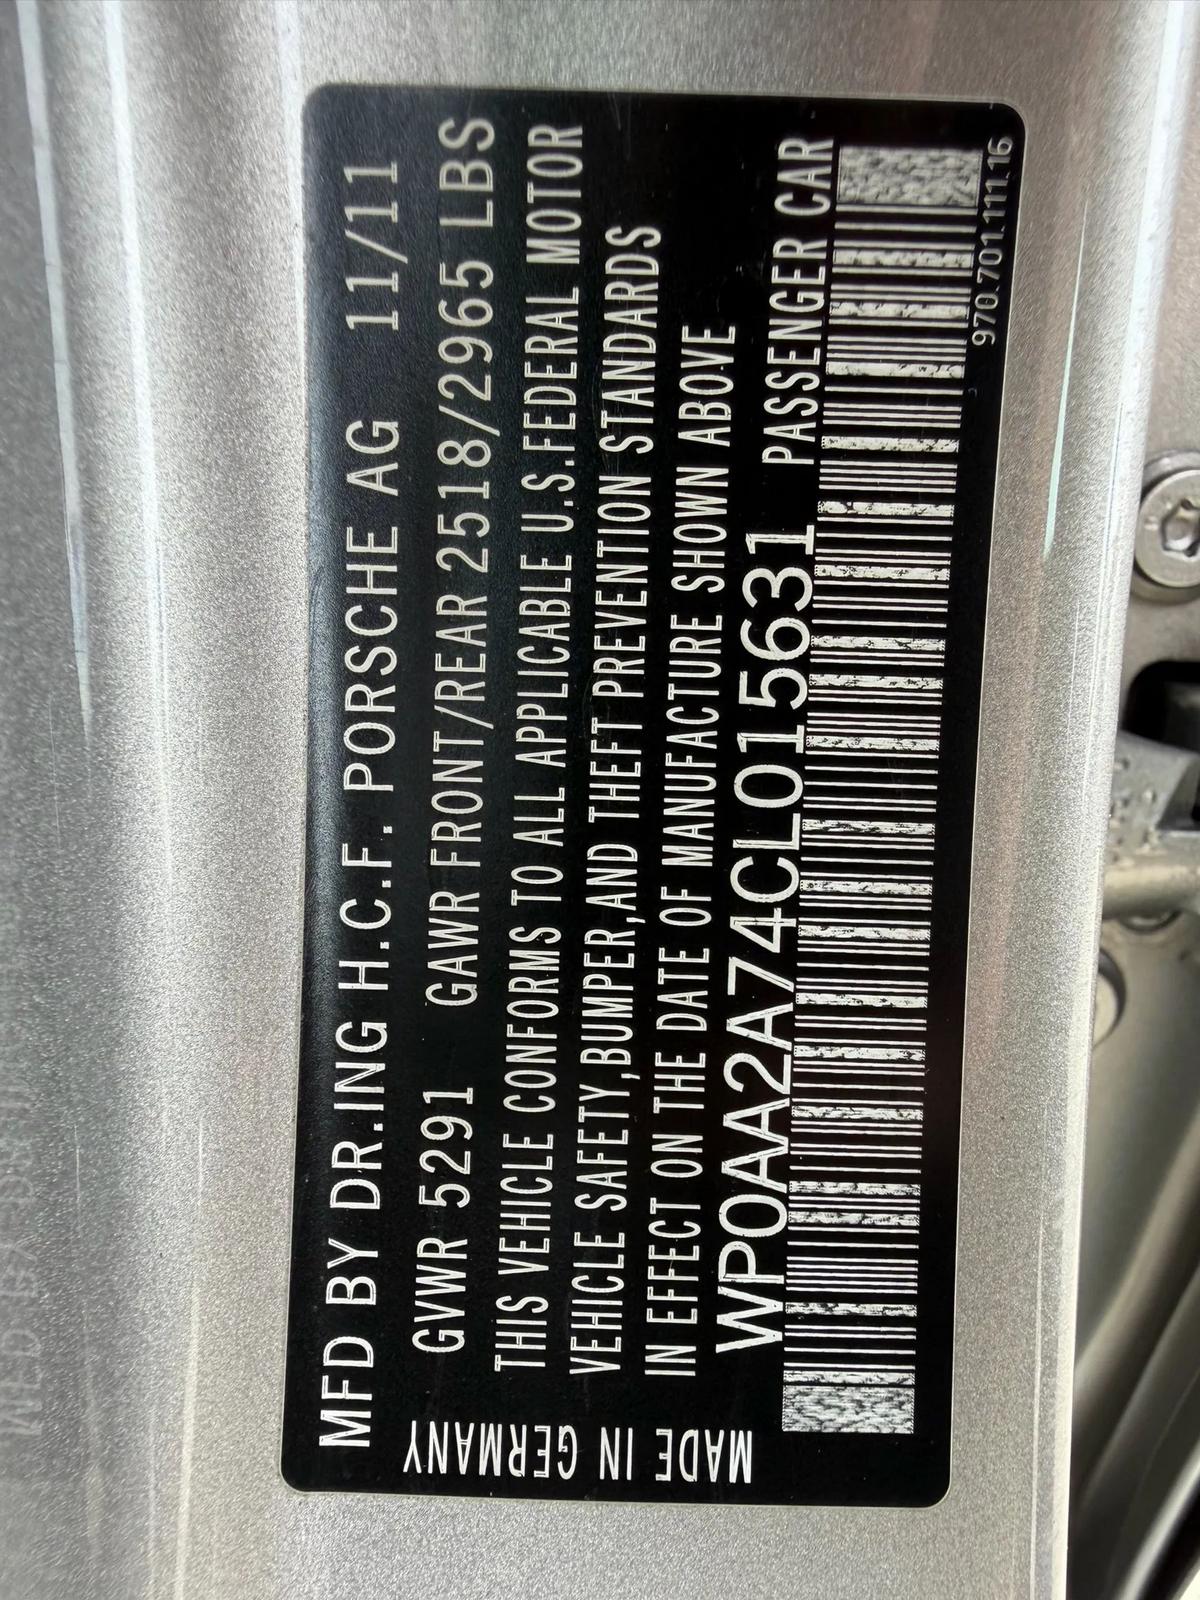 MFD BY DR.ING H.C.F. PORSCHE AG 11/11
GVWR 5291 GAWR FRONT/REAR 2518/2965 LBS
THIS VEHICLE CONFORMS TO ALL APPLICABLE U.S.FEDERAL MOTOR
VEHICLE SAFETY,BUMPER,AND THEFT PREVENTION STANDARDS
IN EFFECT ON THE DATE OF MANUFACTURE SHOWN ABOVE
WP0AA2A74CL015631 PASSENGER CAR
970.701.111.16
MADE IN GERMANY